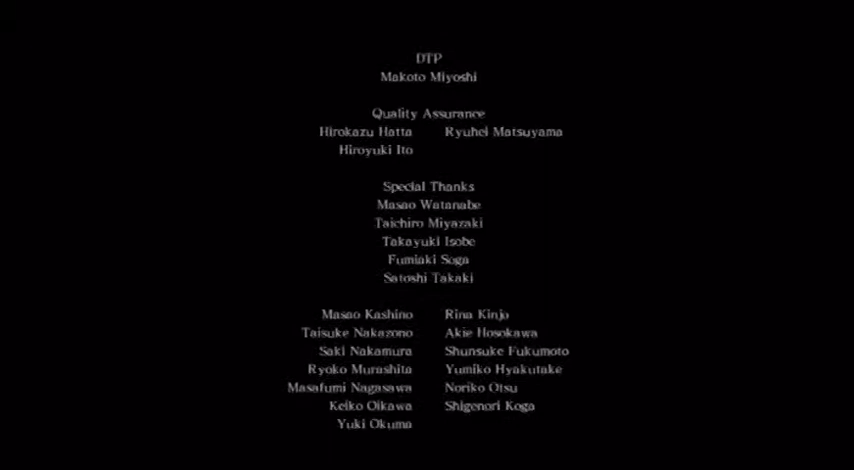 DTP
Makoto Miyoshi
Quality Assurance
Hirokazu Hatta Ryuhei Matsuyama
Hiroyuki Ito
Special Thanks
Masao Watanabe
Taichiro Miyazaki
Takayuki Isobe
Fumiaki Soga
Satoshi Takaki
Masao Kashino Rina Kinjo
Taisuke Nakazono Akie Hosokawa
Saki Nakamura Shunsuke Fukumoto
Ryoko Murashita Yumiko Hyakutake
Masafumi Nagasawa Noriko Otsu
Keiko Oikawa Shigenori Koga
Yuki Okuma